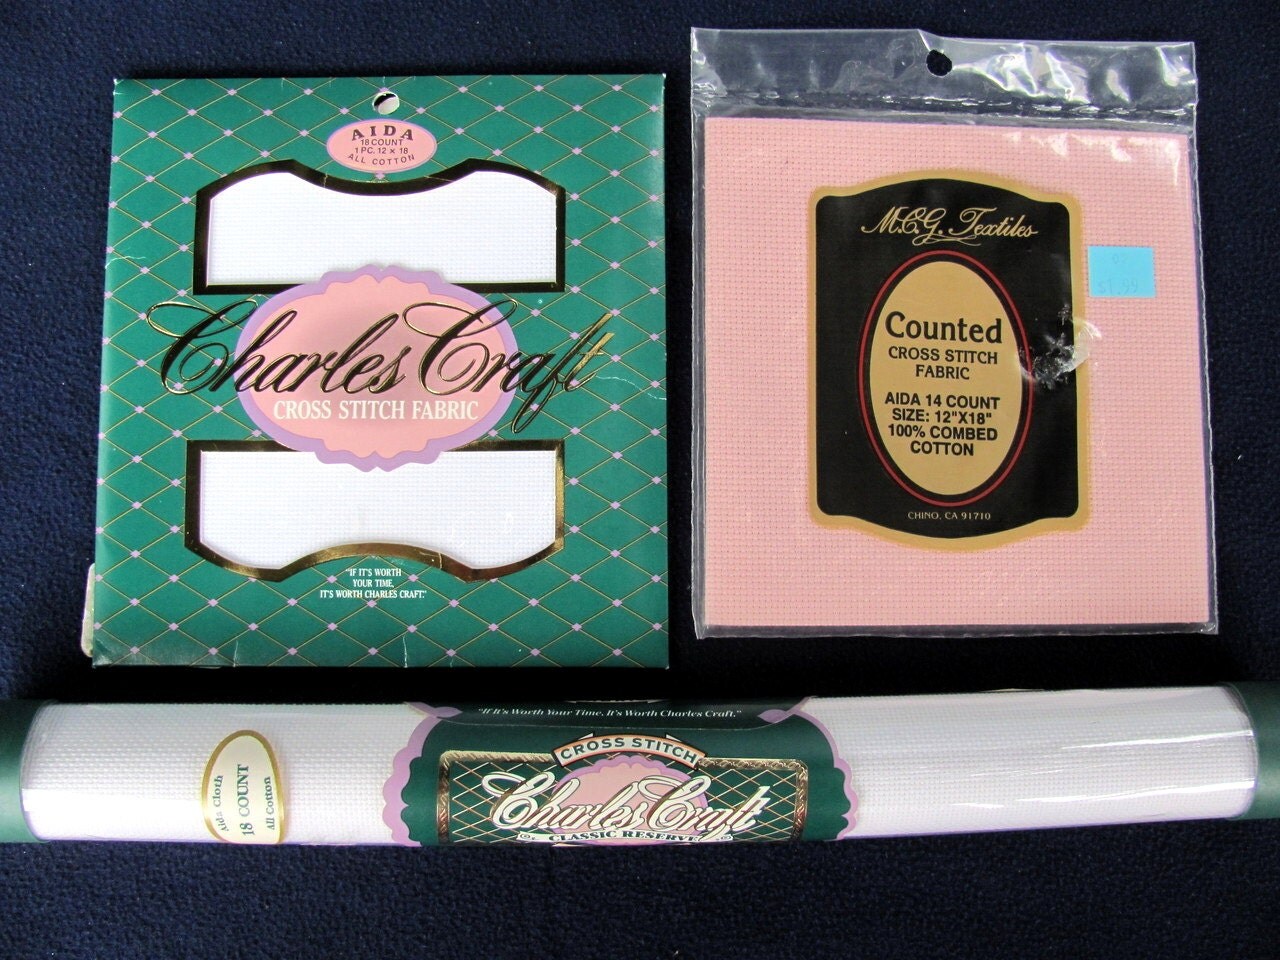 AIDA
18 COUNT
1 PC. 12 x 18
ALL COTTON
Charles Craft
CROSS STITCH FABRIC
"IF IT'S WORTH
YOUR TIME,
IT'S WORTH CHARLES CRAFT."
M.C.G. Textiles
Counted
CROSS STITCH
FABRIC
AIDA 14 COUNT
SIZE: 12"X18"
100% COMBED
COTTON
CHINO, CA 91710
"If It's Worth Your Time, It's Worth Charles Craft."
CROSS STITCH
Charles Craft
CLASSIC RESERVE
Aida Cloth
18 COUNT
All Cotton